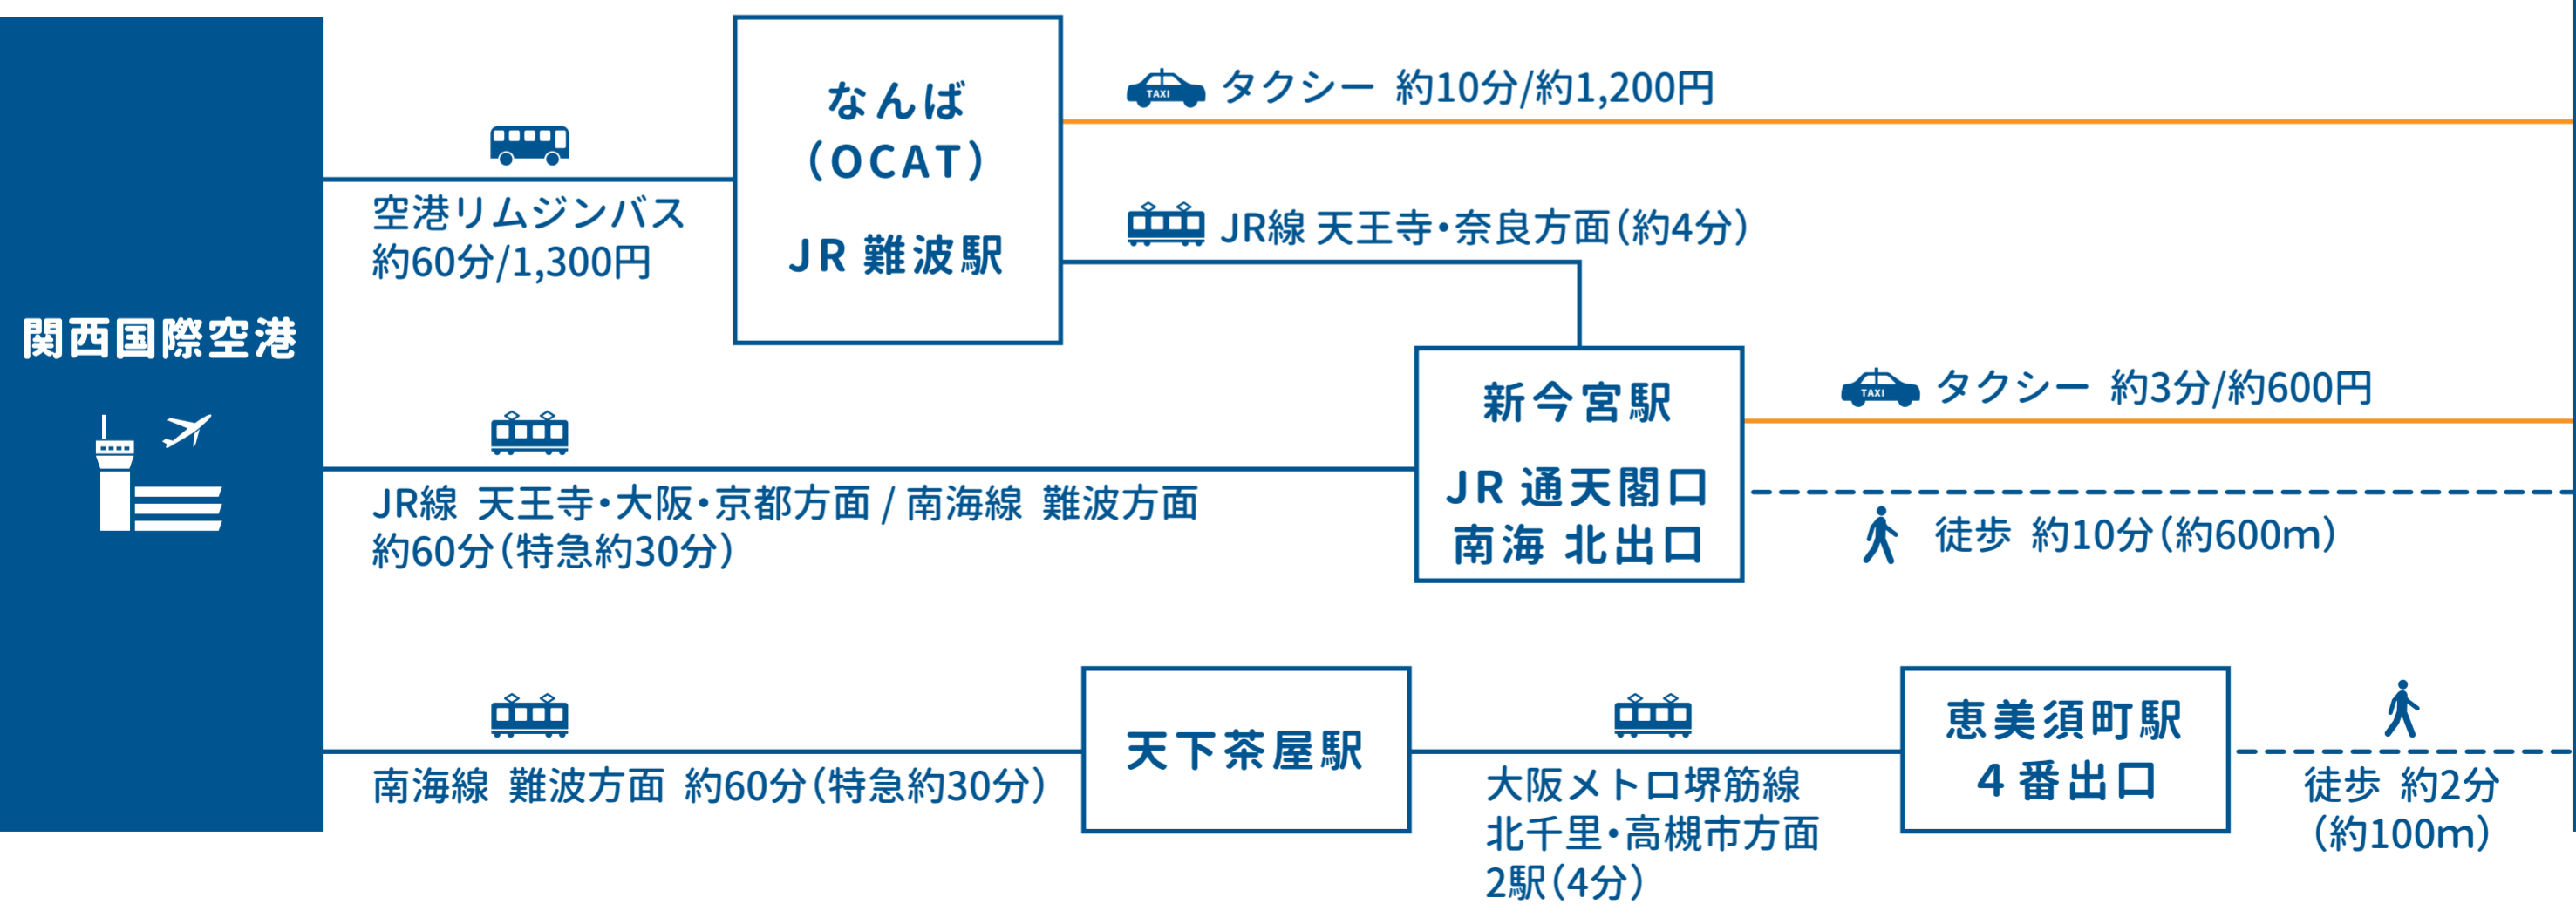 関西国際空港
空港リムジンバス
約60分/1,300円
なんば
（OCAT）
JR 難波駅
TAXI
タクシー 約10分/約1,200円
JR線 天王寺・奈良方面（約4分）
JR線 天王寺・大阪・京都方面 / 南海線 難波方面
約60分（特急約30分）
新今宮駅
JR 通天閣口
南海 北出口
TAXI
タクシー 約3分/約600円
徒歩 約10分（約600m）
南海線 難波方面 約60分（特急約30分）
天下茶屋駅
大阪メトロ堺筋線
北千里・高槻市方面
2駅（4分）
恵美須町駅
4 番出口
徒歩 約2分
（約100m）